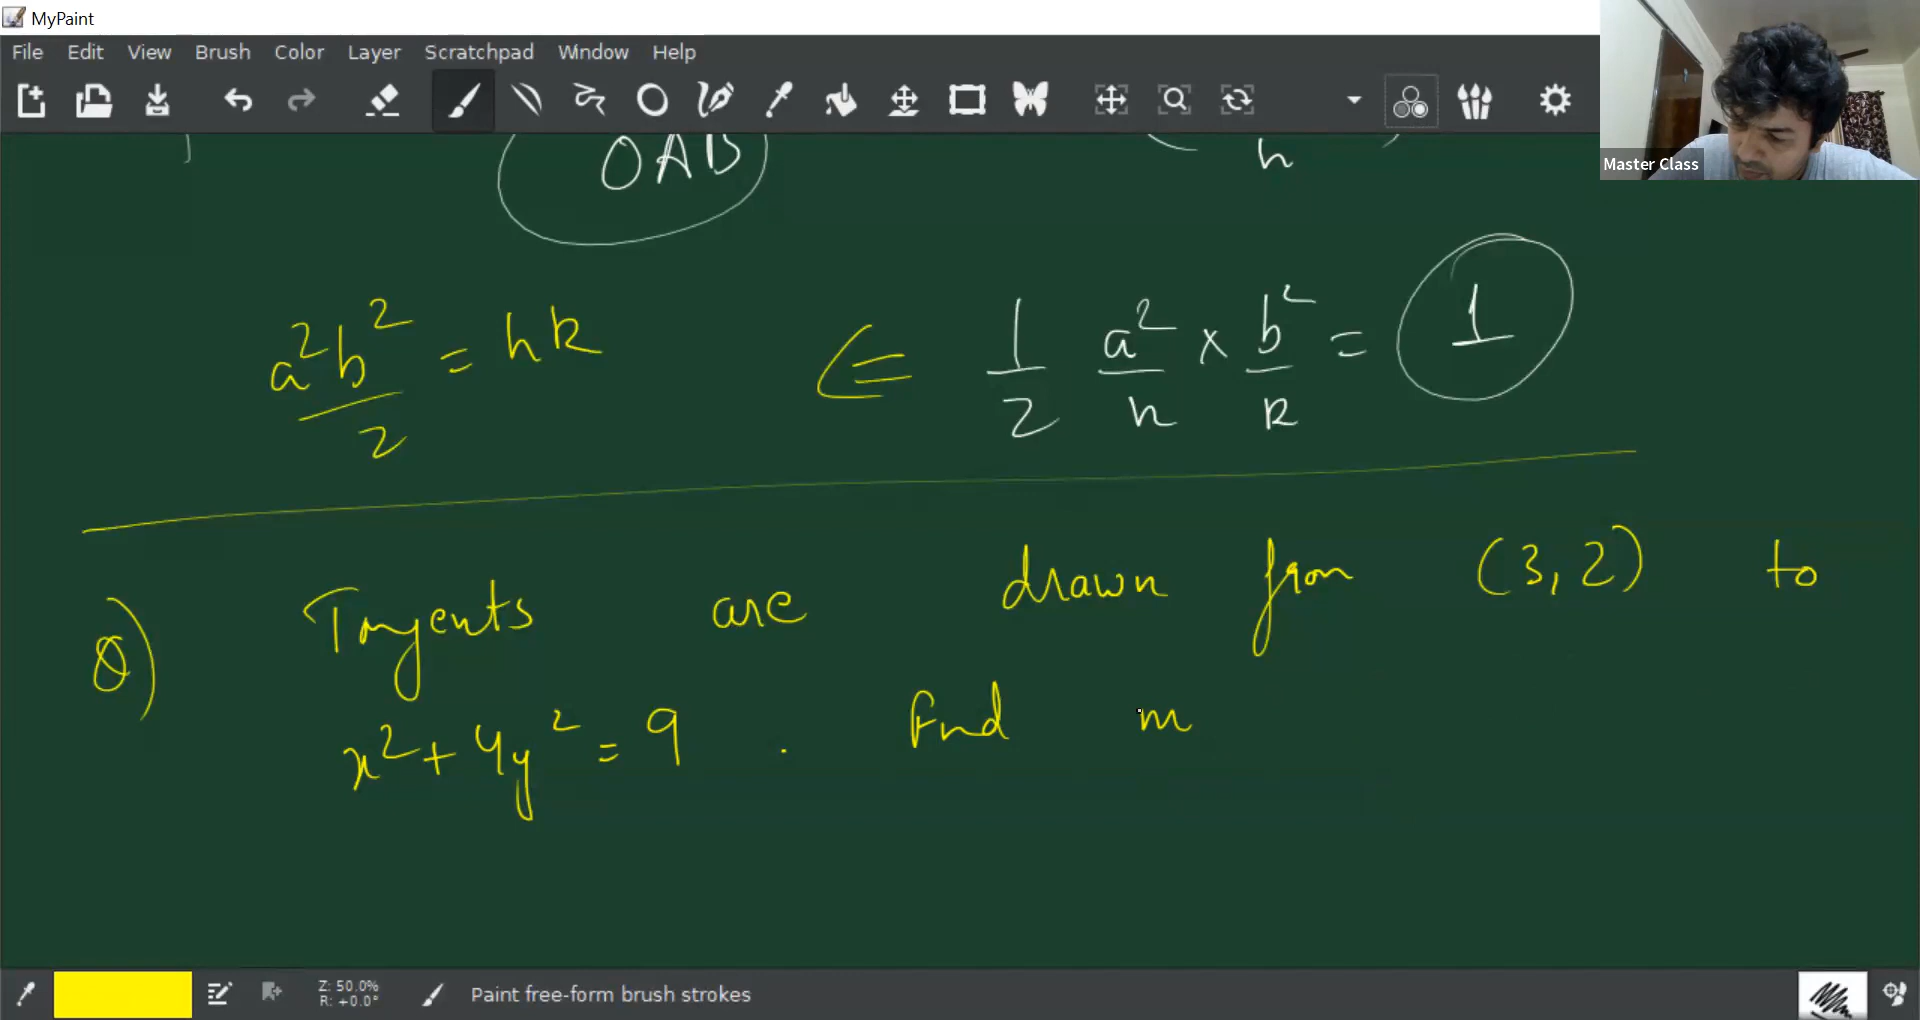 MyPaint
File Edit View Brush Color Layer Scratchpad Window Help
Master Class
OAB
h
a²b²/2 = hk ⇐ 1/2 a²/h × b²/k = 1
Q) Tangents are drawn from (3, 2) to
x² + 4y² = 9 . Find m
Z: 50.0%
R: +0.0°
Paint free-form brush strokes